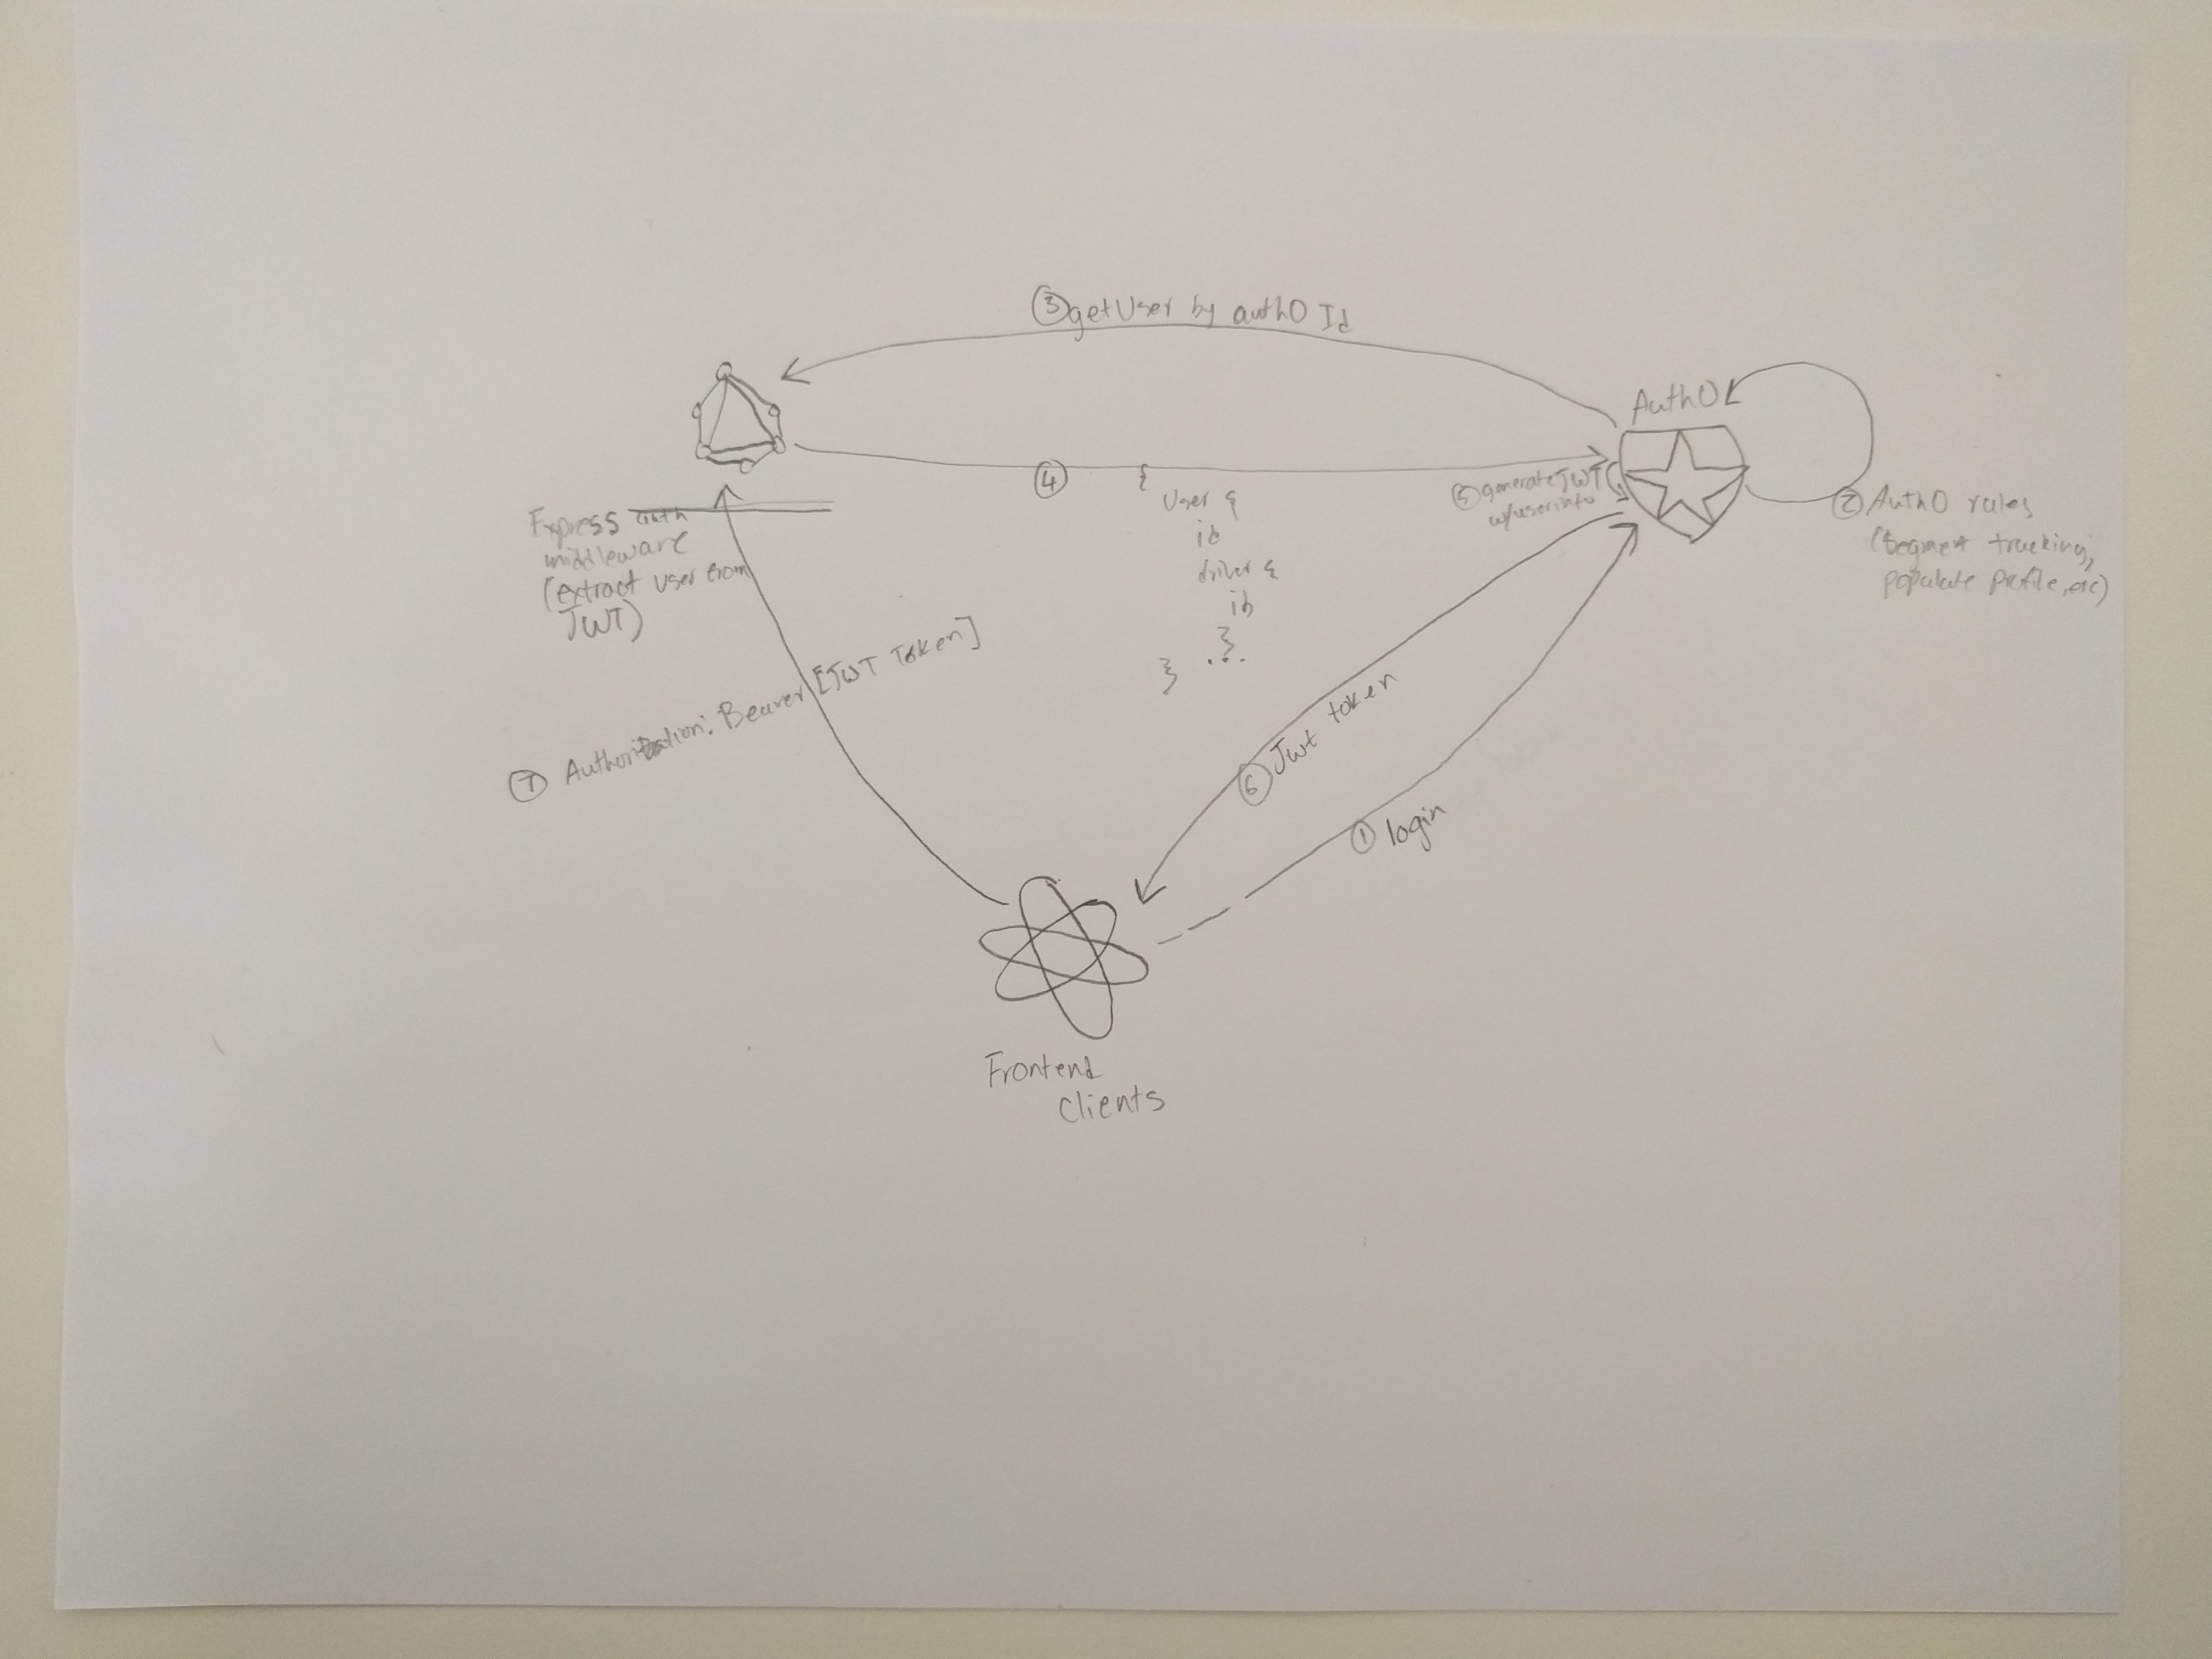 ③ getUser by auth0 Id
Auth0
④
{
User {
id
driver {
id
}
...
}
⑤ generate JWT
w/userinfo
② Auth0 rules
(Segment tracking,
populate profile, etc)
Express auth
middleware
(extract user from
JWT)
⑦ Authorization: Bearer [JWT Token]
⑥ Jwt token
① login
Frontend
clients